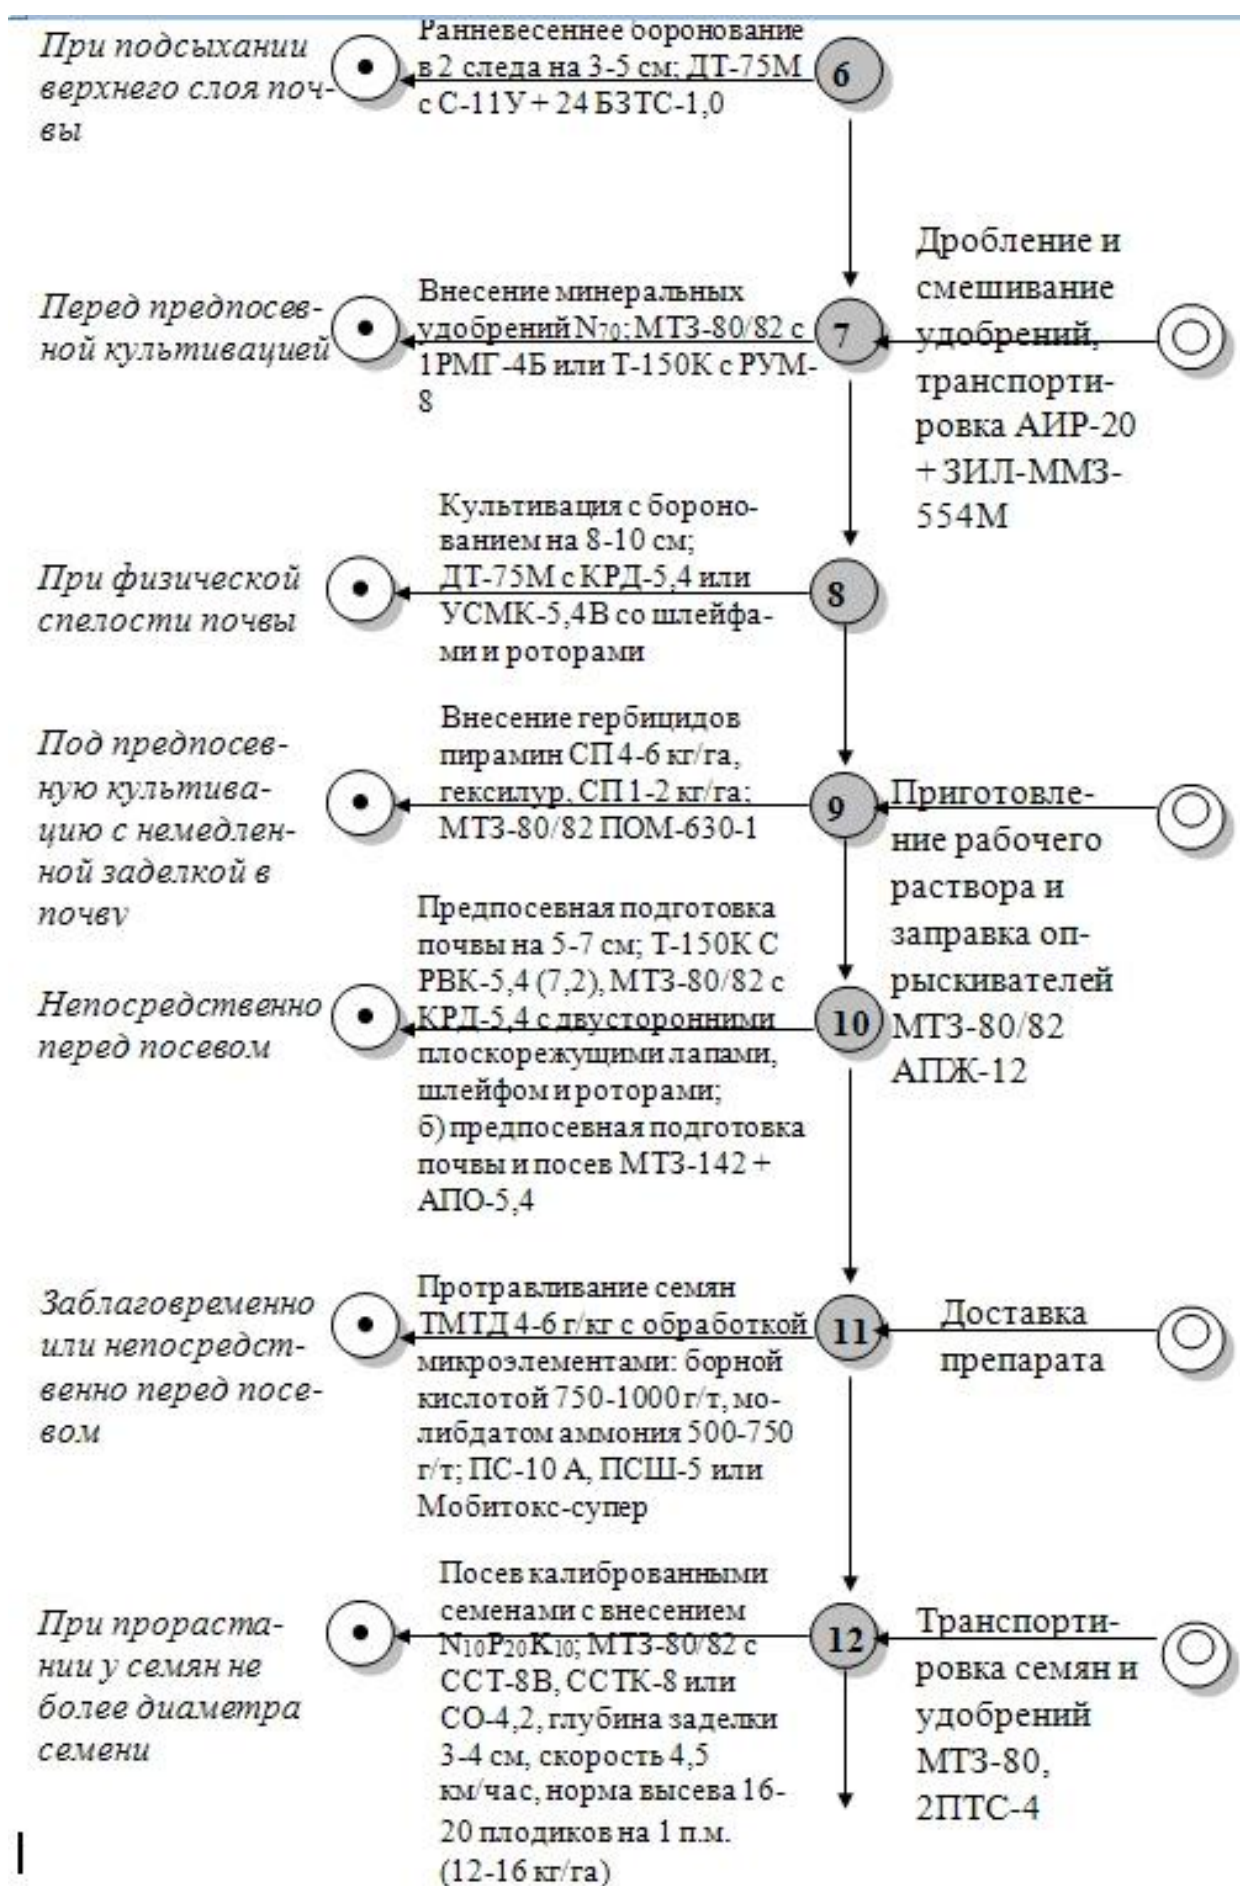 При подсыхании
верхнего слоя поч-
вы
Ранневесеннее боронование
в 2 следа на 3-5 см; ДТ-75М
с С-11У + 24 БЗТС-1,0
6
Перед предпосев-
ной культивацией
Внесение минеральных
удобрений N70; МТЗ-80/82 с
1РМГ-4Б или Т-150К с РУМ-
8
7
Дробление и
смешивание
удобрений,
транспорти-
ровка АИР-20
+ ЗИЛ-ММЗ-
554М
При физической
спелости почвы
Культивация с бороно-
ванием на 8-10 см;
ДТ-75М с КРД-5,4 или
УСМК-5,4В со шлейфа-
ми и роторами
8
Под предпосев-
ную культива-
цию с немедлен-
ной заделкой в
почву
Внесение гербицидов
пирамин СП 4-6 кг/га,
гексилур, СП 1-2 кг/га;
МТЗ-80/82 ПОМ-630-1
9
Приготовле-
ние рабочего
раствора и
заправка оп-
рыскивателей
МТЗ-80/82
АПЖ-12
Непосредственно
перед посевом
Предпосевная подготовка
почвы на 5-7 см; Т-150К С
РВК-5,4 (7,2), МТЗ-80/82 с
КРД-5,4 с двусторонними
плоскорежущими лапами,
шлейфом и роторами;
б) предпосевная подготовка
почвы и посев МТЗ-142 +
АПО-5,4
10
Заблаговременно
или непосредст-
венно перед посе-
вом
Протравливание семян
ТМТД 4-6 г/кг с обработкой
микроэлементами: борной
кислотой 750-1000 г/т, мо-
либдатом аммония 500-750
г/т; ПС-10 А, ПСШ-5 или
Мобитокс-супер
11
Доставка
препарата
При прораста-
нии у семян не
более диаметра
семени
Посев калиброванными
семенами с внесением
N10P20K10; МТЗ-80/82 с
ССТ-8В, ССТК-8 или
СО-4,2, глубина заделки
3-4 см, скорость 4,5
км/час, норма высева 16-
20 плодиков на 1 п.м.
(12-16 кг/га)
12
Транспорти-
ровка семян и
удобрений
МТЗ-80,
2ПТС-4